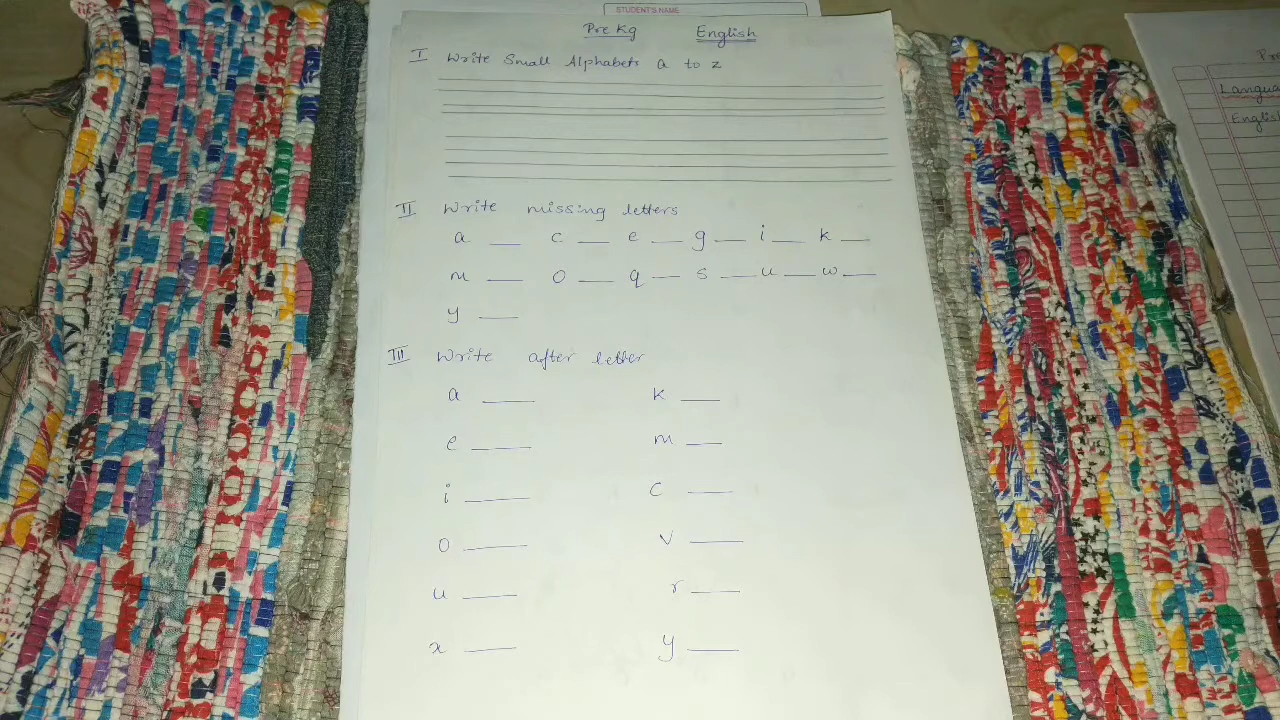 STUDENT'S NAME
Pre Kg English
I Write Small Alphabets a to z
II Write missing letters
a __ c __ e __ g __ i __ k __
m __ o __ q __ s __ u __ w __
y __
III Write after letter
a __ k __
e __ m __
i __ c __
o __ v __
u __ r __
x __ y __